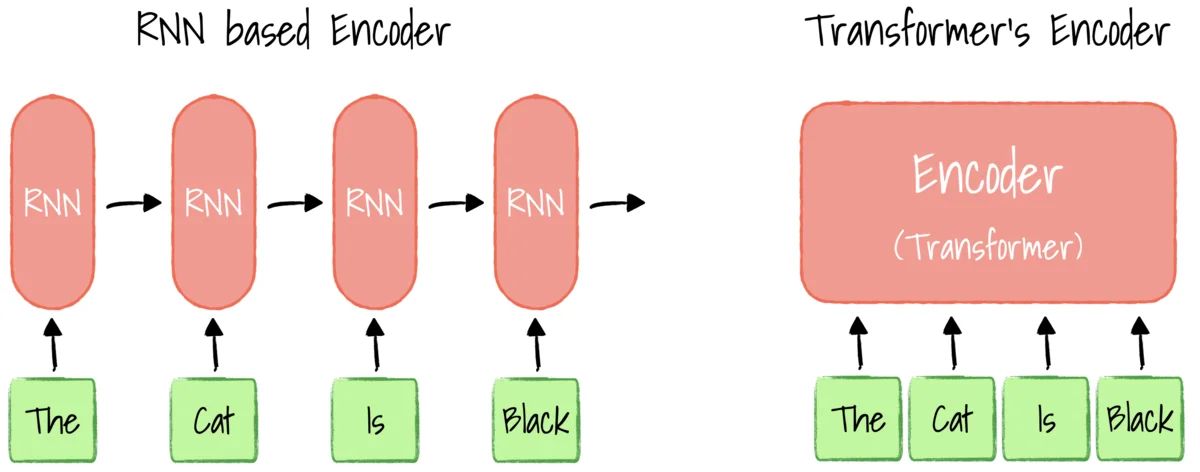 RNN based Encoder
RNN RNN RNN RNN
The Cat Is Black
Transformer's Encoder
Encoder
(Transformer)
The Cat Is Black